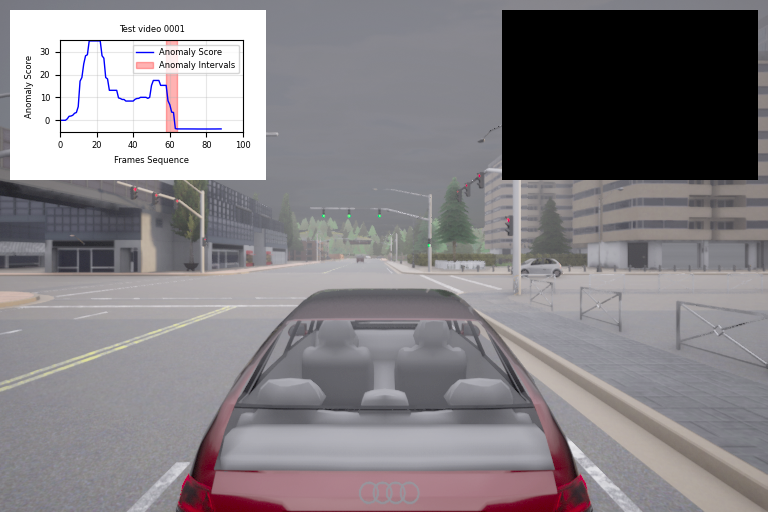 Test video 0001
Anomaly Score
Anomaly Intervals
Anomaly Score
30
20
10
0
0 20 40 60 80 100
Frames Sequence